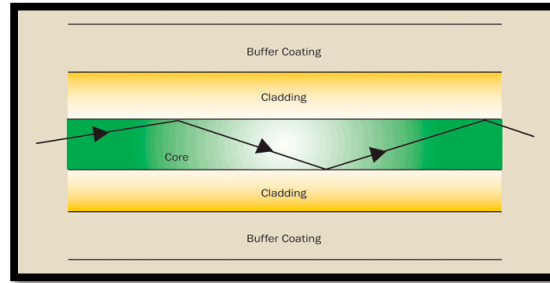 Buffer Coating
Cladding
Core
Cladding
Buffer Coating